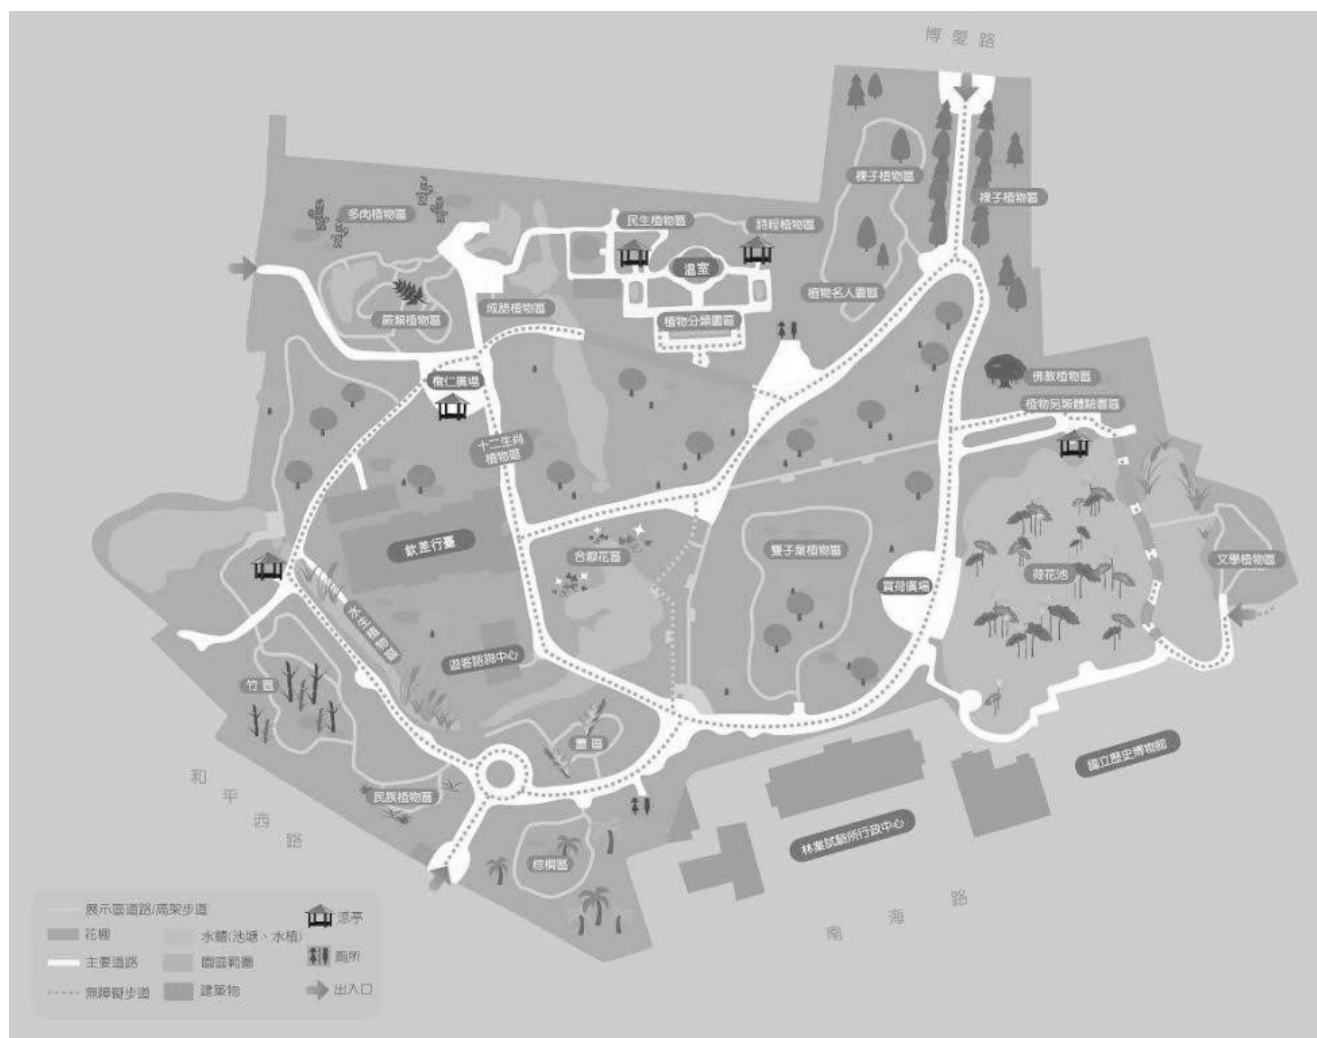 博愛路
裸子植物區
裸子植物區
多肉植物區
民生植物區
詩經植物區
溫室
植物名人園區
蕨類植物區
成語植物區
植物分類園區
樹仁廣場
佛教植物區
植物另類體驗園區
十二生肖
植物區
欽差行臺
合瓣花區
雙子葉植物區
荷花池
文學植物區
賞荷廣場
水生植物區
遊客諮詢中心
竹區
薑區
民族植物區
國立歷史博物館
和平西路
林業試驗所行政中心
棕櫚區
南海路
展示區道路/高架步道
涼亭
花棚
水體(池塘、水植)
主要道路
園區範圍
廁所
無障礙步道
建築物
出入口